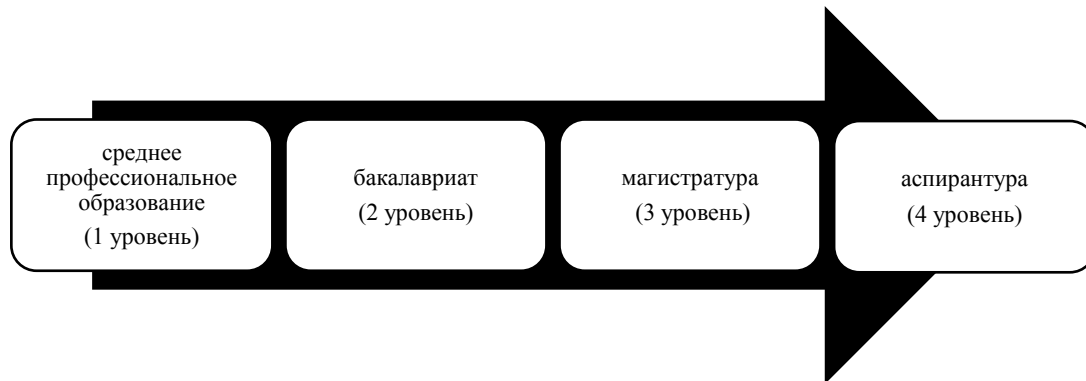 среднее
профессиональное
образование
(1 уровень)
бакалавриат
(2 уровень)
магистратура
(3 уровень)
аспирантура
(4 уровень)